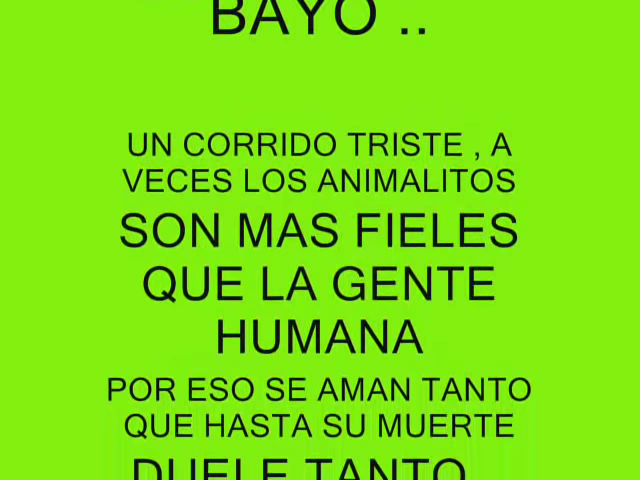 BAYO ..
UN CORRIDO TRISTE , A
VECES LOS ANIMALITOS
SON MAS FIELES
QUE LA GENTE
HUMANA
POR ESO SE AMAN TANTO
QUE HASTA SU MUERTE
DUELE TANTO